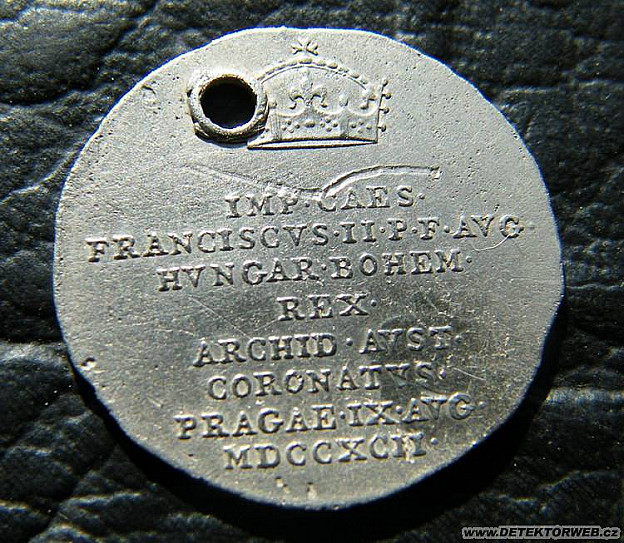 IMP·CAES·
FRANCISCVS·II·P·F·AVG·
HVNGAR·BOHEM·
REX·
ARCHID·AVST·
CORONATVS·
PRAGAE·IX·AVG·
MDCCXCII·
WWW.DETEKTORWEB.CZ